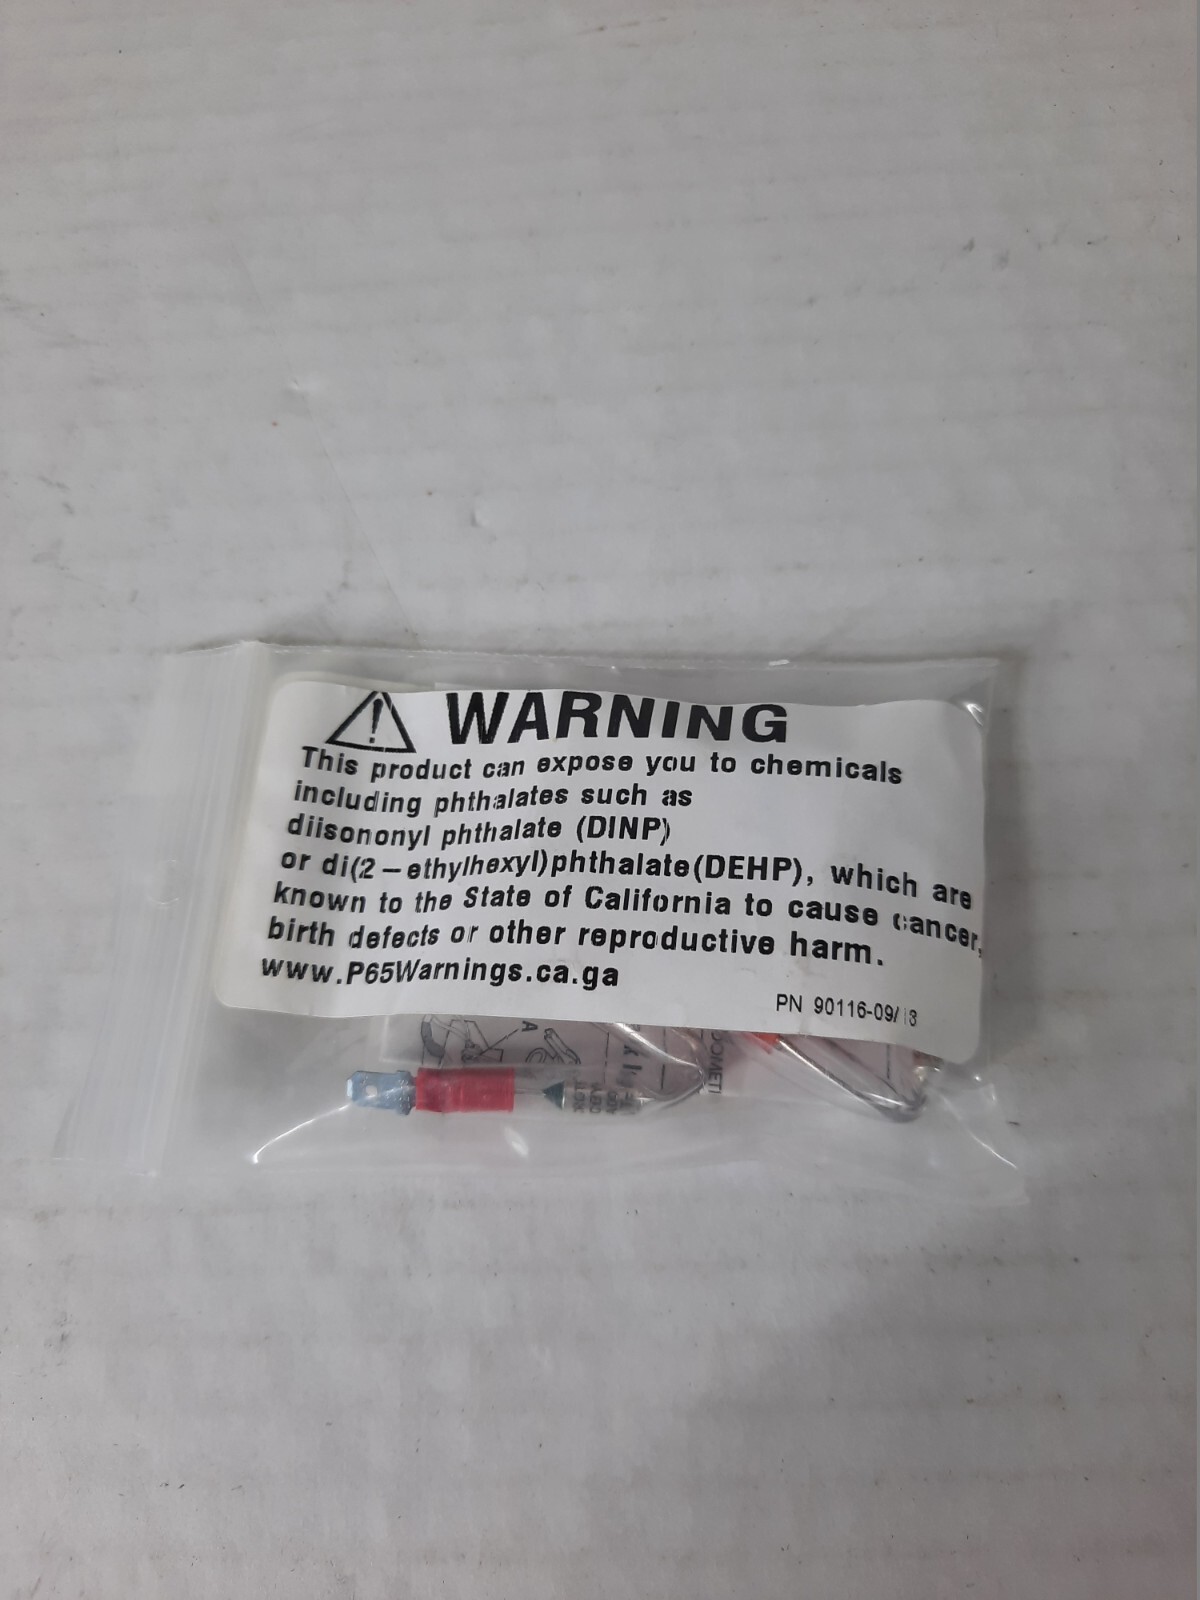 WARNING
This product can expose you to chemicals
including phthalates such as
diisononyl phthalate (DINP)
or di(2-ethylhexyl)phthalate(DEHP), which are
known to the State of California to cause cancer,
birth defects or other reproductive harm.
www.P65Warnings.ca.ga
PN 90116-09/18
A
DOMETI